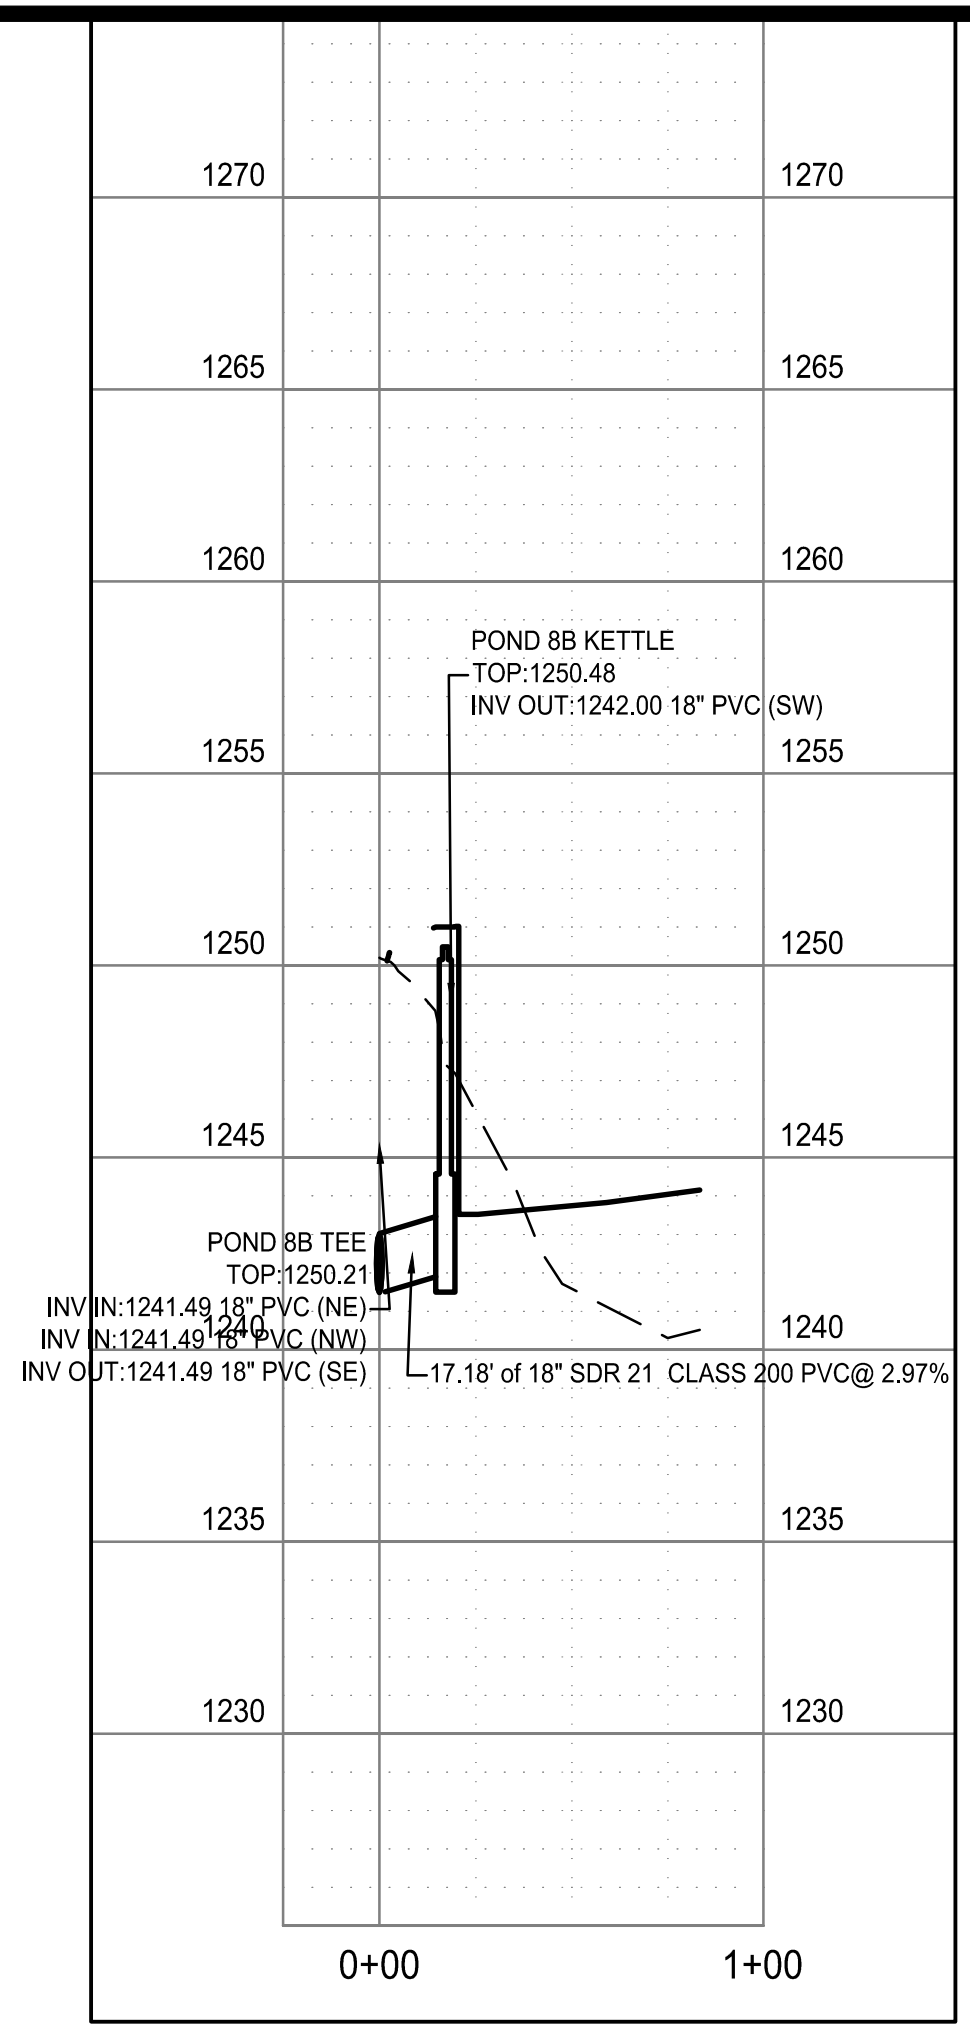 1270 1270
1265 1265
1260 1260
POND 8B KETTLE
TOP:1250.48
INV OUT:1242.00 18" PVC (SW)
1255 1255
1250 1250
1245 1245
POND 8B TEE
TOP:1250.21
INV IN:1241.49 18" PVC (NE)
INV IN:1241.49 18" PVC (NW)
INV OUT:1241.49 18" PVC (SE)
1240 1240
17.18' of 18" SDR 21 CLASS 200 PVC@ 2.97%
1235 1235
1230 1230
0+00 1+00